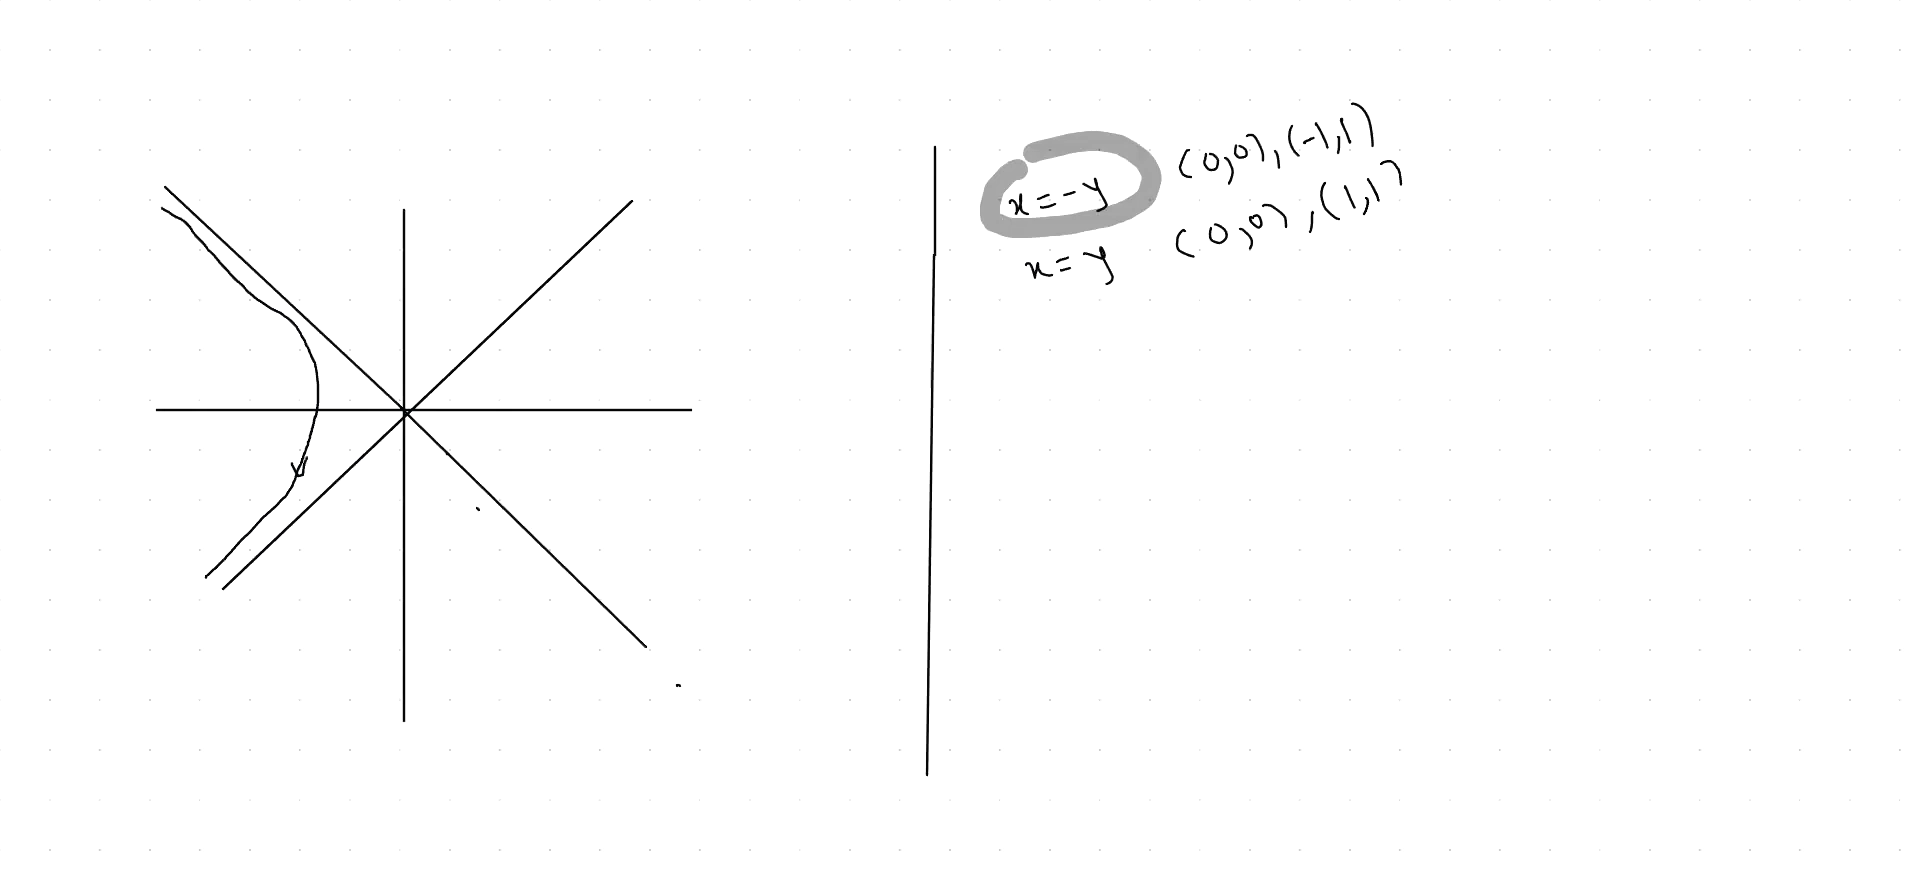 x = -y (0,0), (-1,1)
x = y (0,0), (1,1)